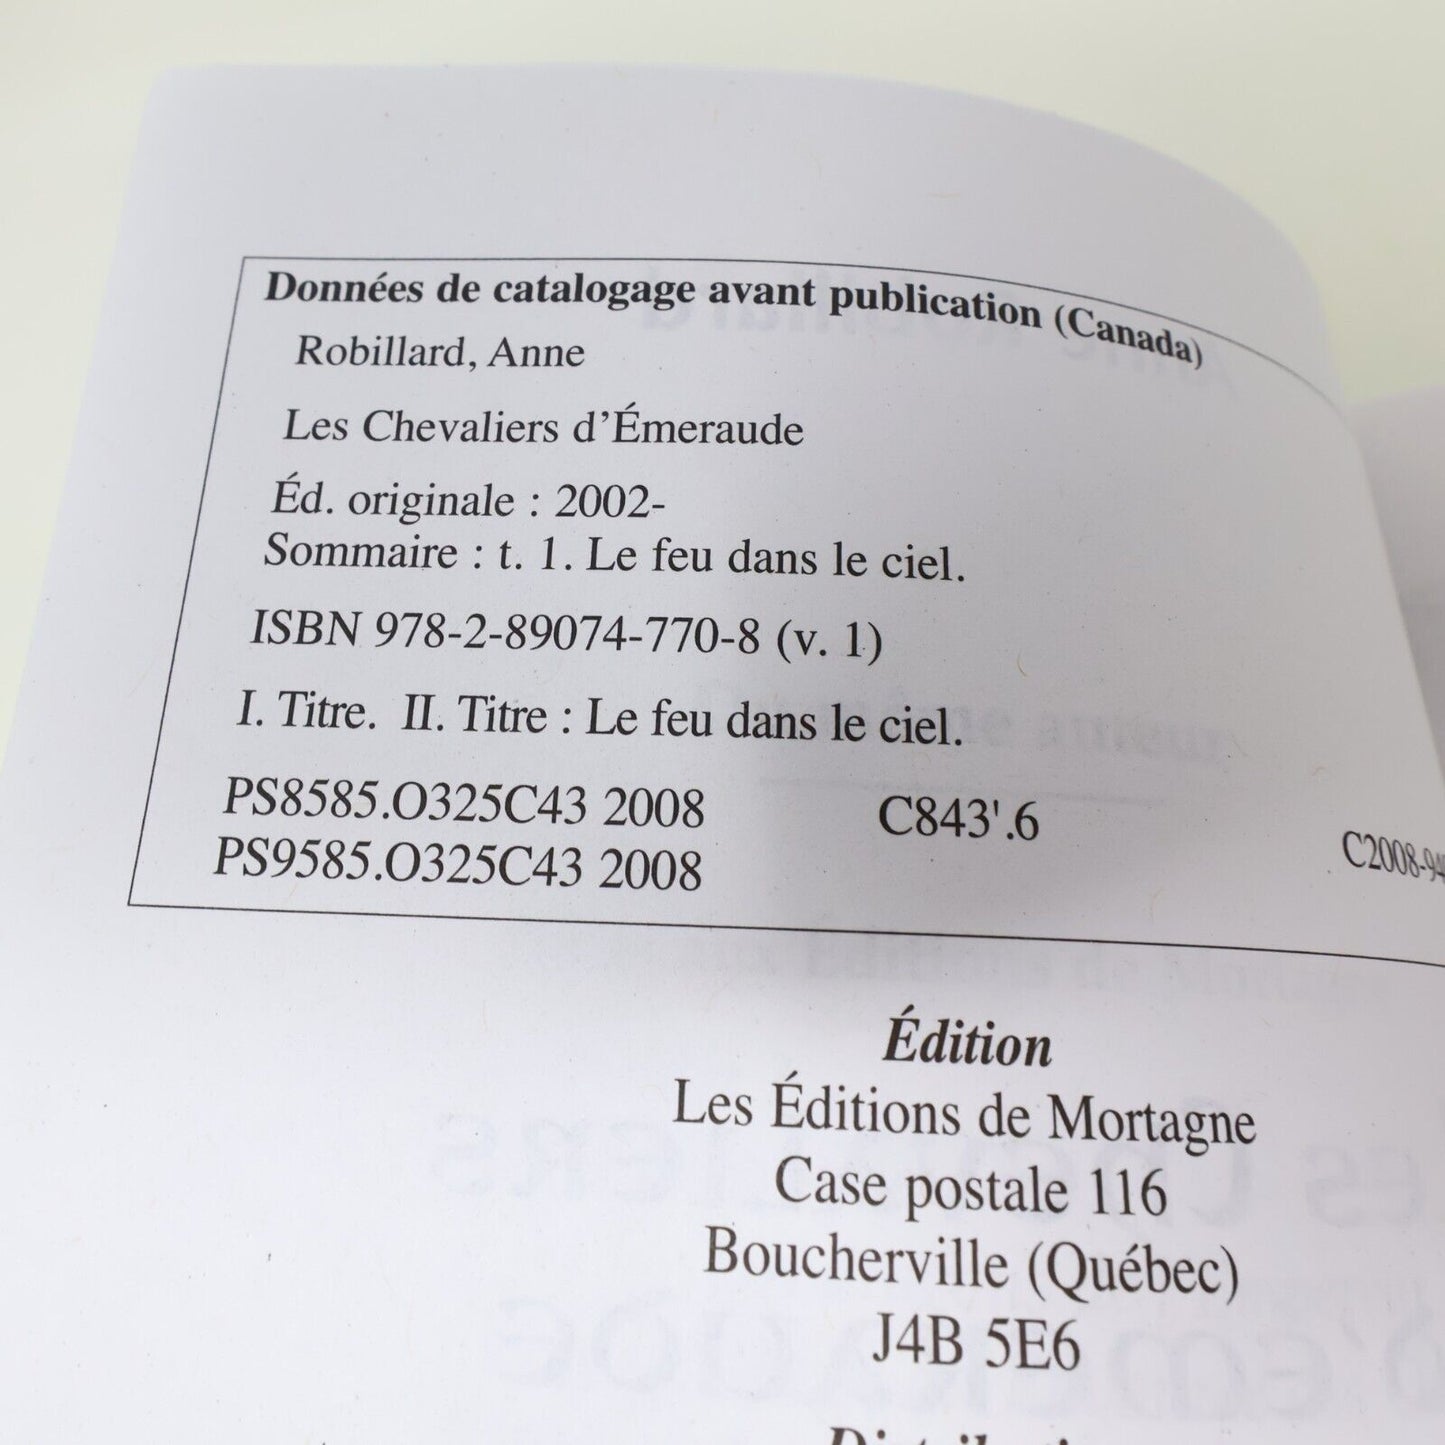 Données de catalogage avant publication (Canada)
Robillard, Anne
Les Chevaliers d'Émeraude
Éd. originale : 2002-
Sommaire : t. 1. Le feu dans le ciel.
ISBN 978-2-89074-770-8 (v. 1)
I. Titre. II. Titre : Le feu dans le ciel.
PS8585.O325C43 2008 C843'.6
PS9585.O325C43 2008
Édition
Les Éditions de Mortagne
Case postale 116
Boucherville (Québec)
J4B 5E6